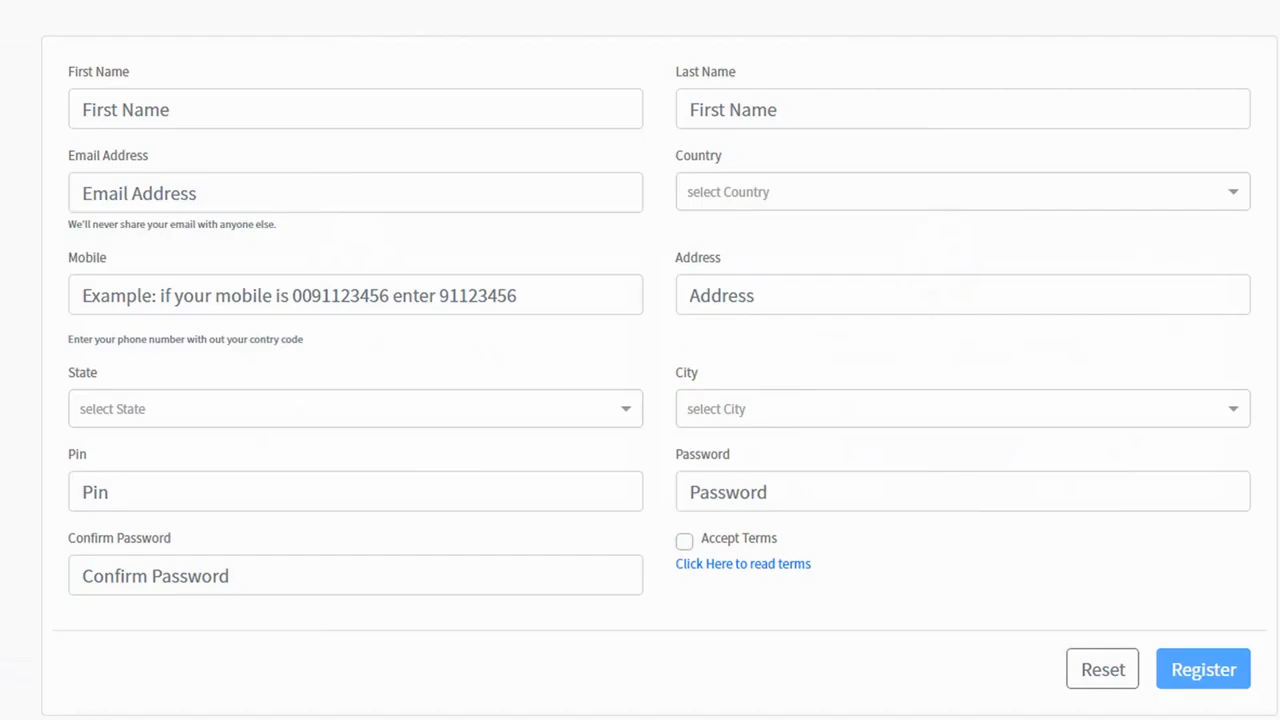 First Name
Last Name
First Name
First Name
Email Address
Country
Email Address
select Country
We'll never share your email with anyone else.
Mobile
Address
Example: if your mobile is 0091123456 enter 91123456
Address
Enter your phone number with out your contry code
State
City
select State
select City
Pin
Password
Pin
Password
Confirm Password
Accept Terms
Confirm Password
Click Here to read terms
Reset
Register